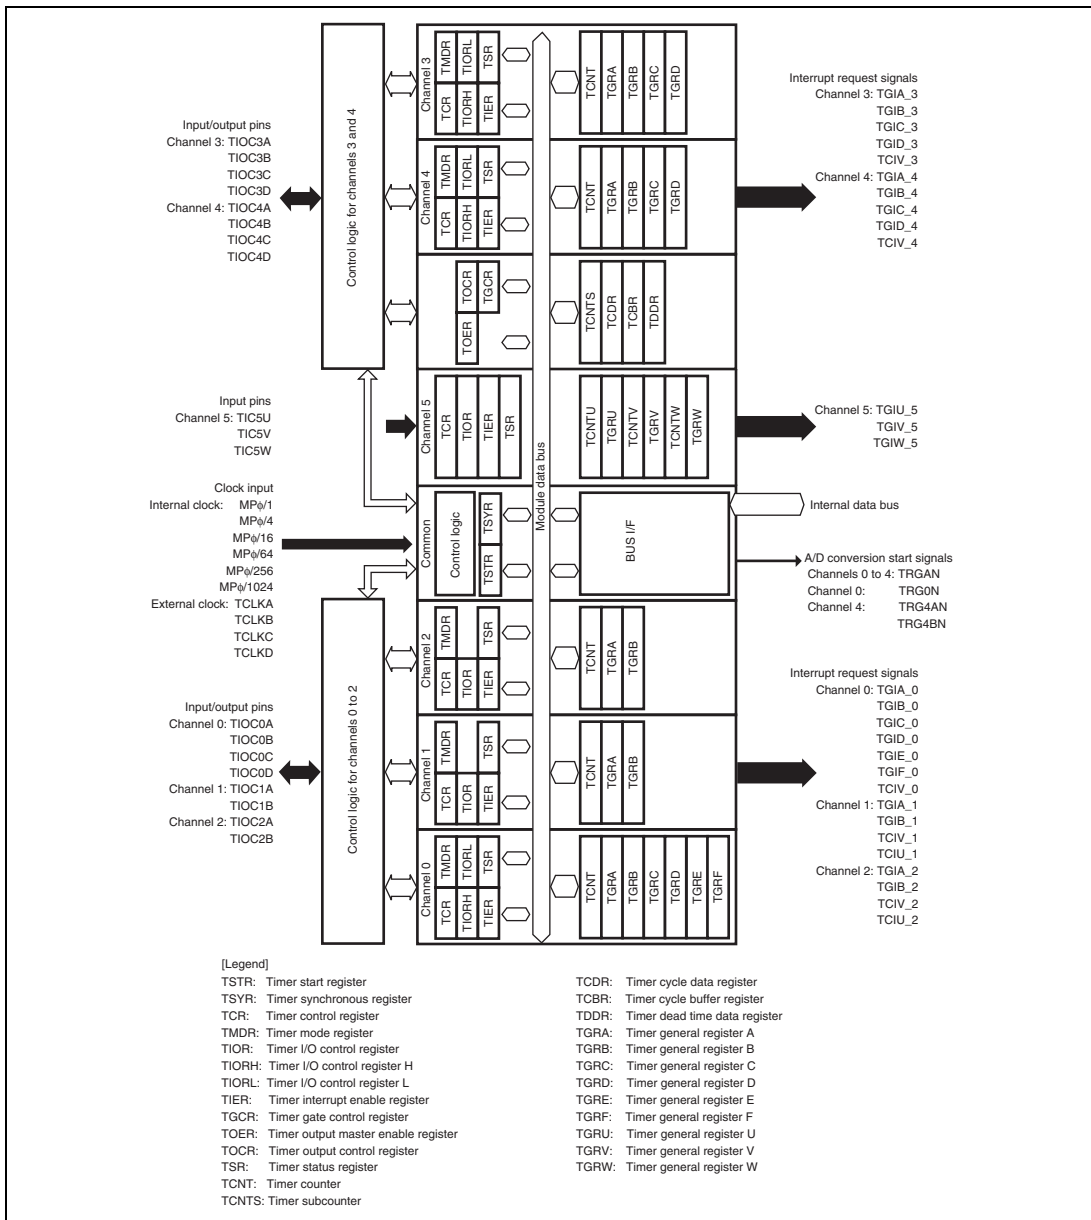 Input/output pins
Channel 3: TIOC3A
TIOC3B
TIOC3C
TIOC3D
Channel 4: TIOC4A
TIOC4B
TIOC4C
TIOC4D
Input pins
Channel 5: TIC5U
TIC5V
TIC5W
Clock input
Internal clock: MPφ/1
MPφ/4
MPφ/16
MPφ/64
MPφ/256
MPφ/1024
External clock: TCLKA
TCLKB
TCLKC
TCLKD
Input/output pins
Channel 0: TIOC0A
TIOC0B
TIOC0C
TIOC0D
Channel 1: TIOC1A
TIOC1B
Channel 2: TIOC2A
TIOC2B
Control logic for channels 3 and 4
Control logic for channels 0 to 2
Channel 3
TCR
TMDR
TIORH
TIORL
TIER
TSR
TCNT
TGRA
TGRB
TGRC
TGRD
Channel 4
TCR
TMDR
TIORH
TIORL
TIER
TSR
TCNT
TGRA
TGRB
TGRC
TGRD
TOER
TOCR
TGCR
TCNTS
TCDR
TCBR
TDDR
Channel 5
TCR
TIOR
TIER
TSR
TCNTU
TGRU
TCNTV
TGRV
TCNTW
TGRW
Module data bus
Common
Control logic
TSTR
TSYR
BUS I/F
Channel 2
TCR
TMDR
TIOR
TIER
TSR
TCNT
TGRA
TGRB
Channel 1
TCR
TMDR
TIOR
TIER
TSR
TCNT
TGRA
TGRB
Channel 0
TCR
TMDR
TIORH
TIORL
TIER
TSR
TCNT
TGRA
TGRB
TGRC
TGRD
TGRE
TGRF
Interrupt request signals
Channel 3: TGIA_3
TGIB_3
TGIC_3
TGID_3
TCIV_3
Channel 4: TGIA_4
TGIB_4
TGIC_4
TGID_4
TCIV_4
Channel 5: TGIU_5
TGIV_5
TGIW_5
Internal data bus
A/D conversion start signals
Channels 0 to 4: TRGAN
Channel 0: TRG0N
Channel 4: TRG4AN
TRG4BN
Interrupt request signals
Channel 0: TGIA_0
TGIB_0
TGIC_0
TGID_0
TGIE_0
TGIF_0
TCIV_0
Channel 1: TGIA_1
TGIB_1
TCIV_1
TCIU_1
Channel 2: TGIA_2
TGIB_2
TCIV_2
TCIU_2
[Legend]
TSTR: Timer start register
TSYR: Timer synchronous register
TCR: Timer control register
TMDR: Timer mode register
TIOR: Timer I/O control register
TIORH: Timer I/O control register H
TIORL: Timer I/O control register L
TIER: Timer interrupt enable register
TGCR: Timer gate control register
TOER: Timer output master enable register
TOCR: Timer output control register
TSR: Timer status register
TCNT: Timer counter
TCNTS: Timer subcounter
TCDR: Timer cycle data register
TCBR: Timer cycle buffer register
TDDR: Timer dead time data register
TGRA: Timer general register A
TGRB: Timer general register B
TGRC: Timer general register C
TGRD: Timer general register D
TGRE: Timer general register E
TGRF: Timer general register F
TGRU: Timer general register U
TGRV: Timer general register V
TGRW: Timer general register W